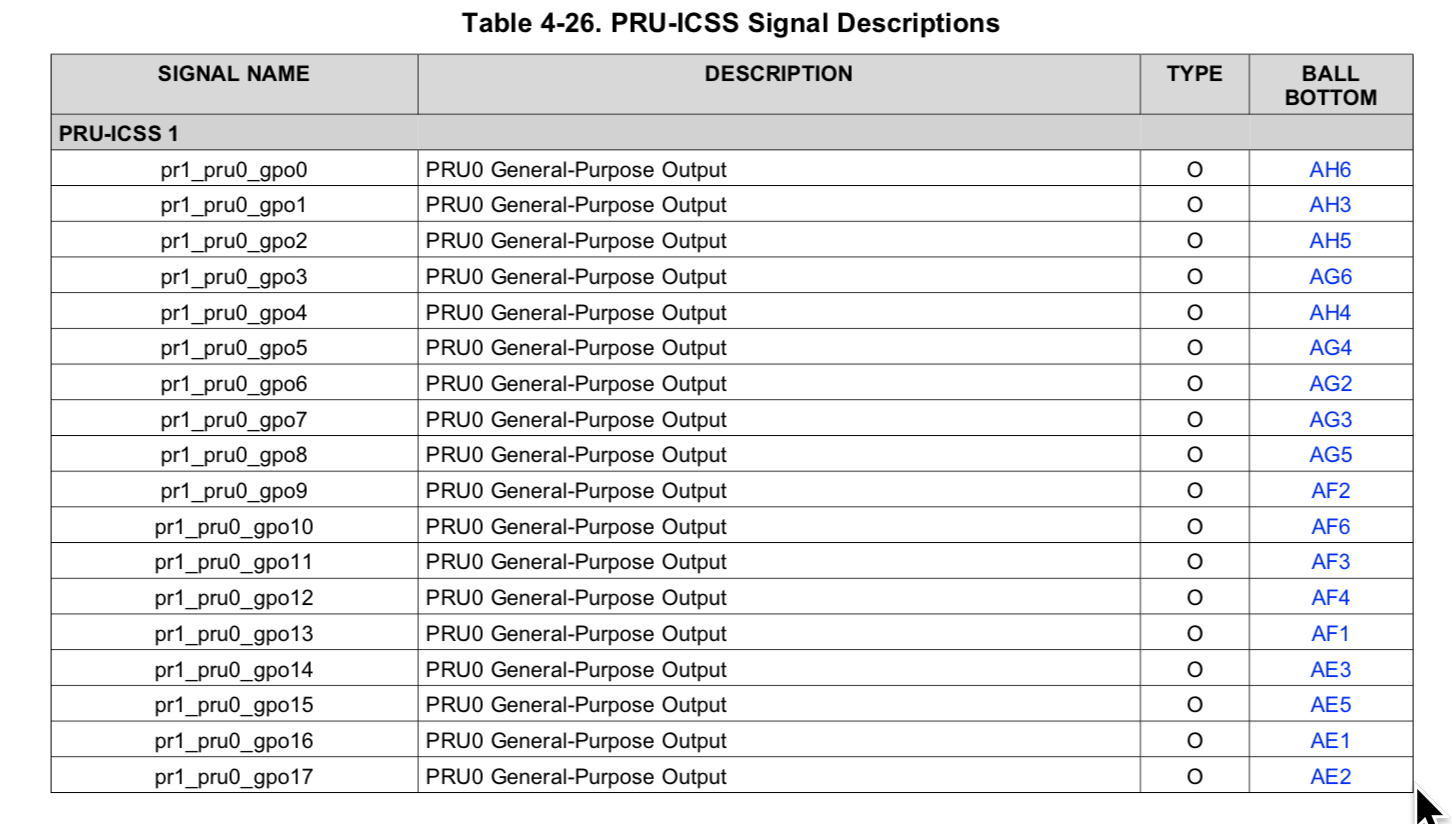 Table 4-26. PRU-ICSS Signal Descriptions
SIGNAL NAME DESCRIPTION TYPE BALL BOTTOM
PRU-ICSS 1
pr1_pru0_gpo0 PRU0 General-Purpose Output O AH6
pr1_pru0_gpo1 PRU0 General-Purpose Output O AH3
pr1_pru0_gpo2 PRU0 General-Purpose Output O AH5
pr1_pru0_gpo3 PRU0 General-Purpose Output O AG6
pr1_pru0_gpo4 PRU0 General-Purpose Output O AH4
pr1_pru0_gpo5 PRU0 General-Purpose Output O AG4
pr1_pru0_gpo6 PRU0 General-Purpose Output O AG2
pr1_pru0_gpo7 PRU0 General-Purpose Output O AG3
pr1_pru0_gpo8 PRU0 General-Purpose Output O AG5
pr1_pru0_gpo9 PRU0 General-Purpose Output O AF2
pr1_pru0_gpo10 PRU0 General-Purpose Output O AF6
pr1_pru0_gpo11 PRU0 General-Purpose Output O AF3
pr1_pru0_gpo12 PRU0 General-Purpose Output O AF4
pr1_pru0_gpo13 PRU0 General-Purpose Output O AF1
pr1_pru0_gpo14 PRU0 General-Purpose Output O AE3
pr1_pru0_gpo15 PRU0 General-Purpose Output O AE5
pr1_pru0_gpo16 PRU0 General-Purpose Output O AE1
pr1_pru0_gpo17 PRU0 General-Purpose Output O AE2